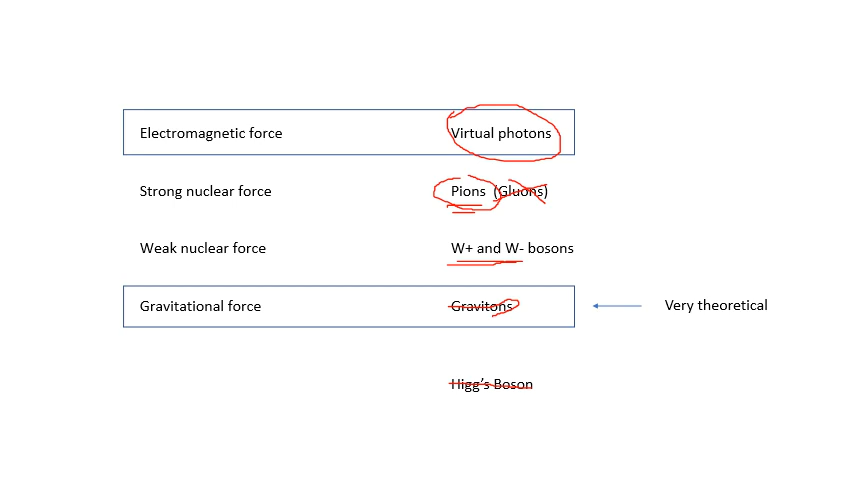 Electromagnetic force Virtual photons
Strong nuclear force Pions (Gluons)
Weak nuclear force W+ and W- bosons
Gravitational force Gravitons Very theoretical
Higg's Boson